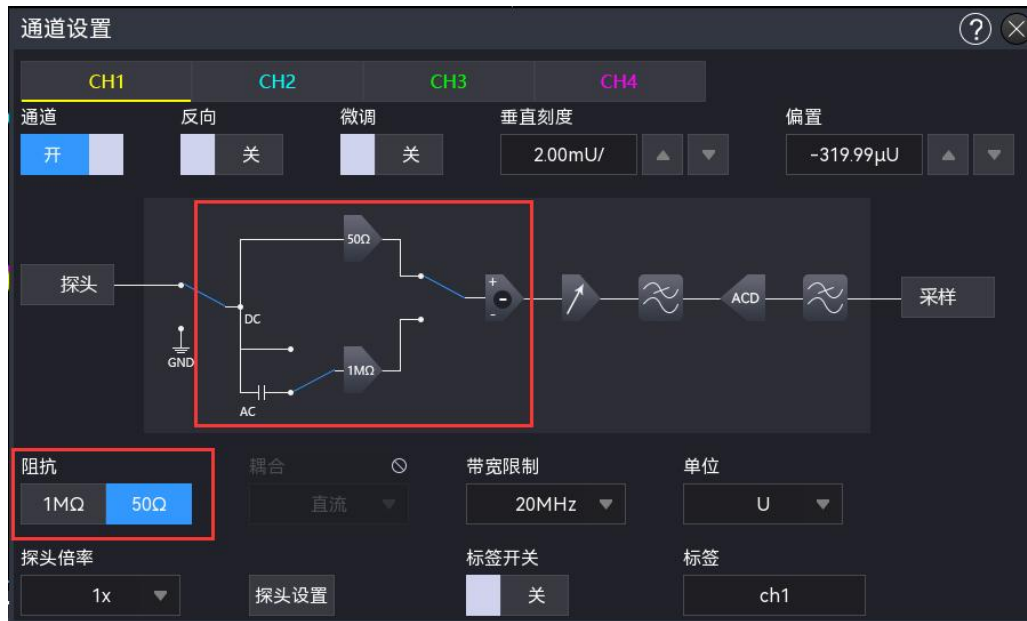 通道设置
?
CH1 CH2 CH3 CH4
通道 反向 微调 垂直刻度 偏置
开 关 关 2.00mU/ -319.99μU
50Ω
探头 + - - ACD 采样
DC
GND
1MΩ
AC
阻抗 耦合 带宽限制 单位
1MΩ 50Ω 直流 20MHz U
探头倍率 标签开关 标签
1x 探头设置 关 ch1